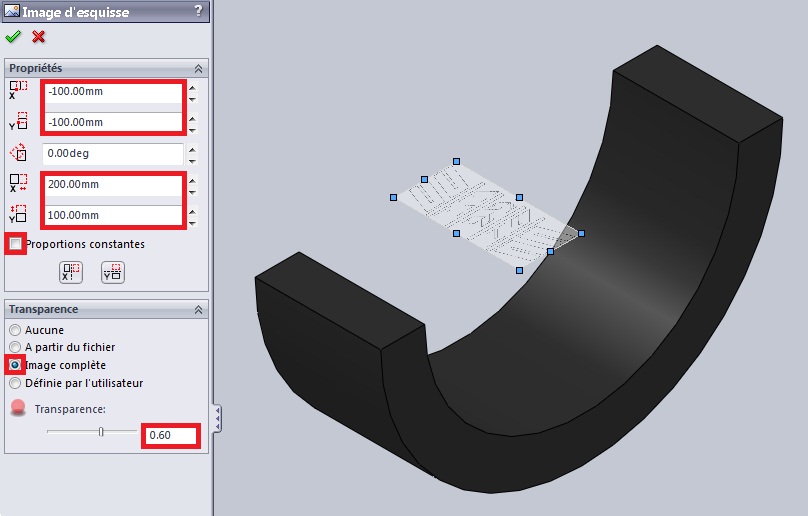 Image d'esquisse ?
Propriétés
X -100.00mm
Y -100.00mm
0.00deg
X 200.00mm
Y 100.00mm
Proportions constantes
X Y
Transparence
Aucune
A partir du fichier
Image complète
Définie par l'utilisateur
Transparence:
0.60